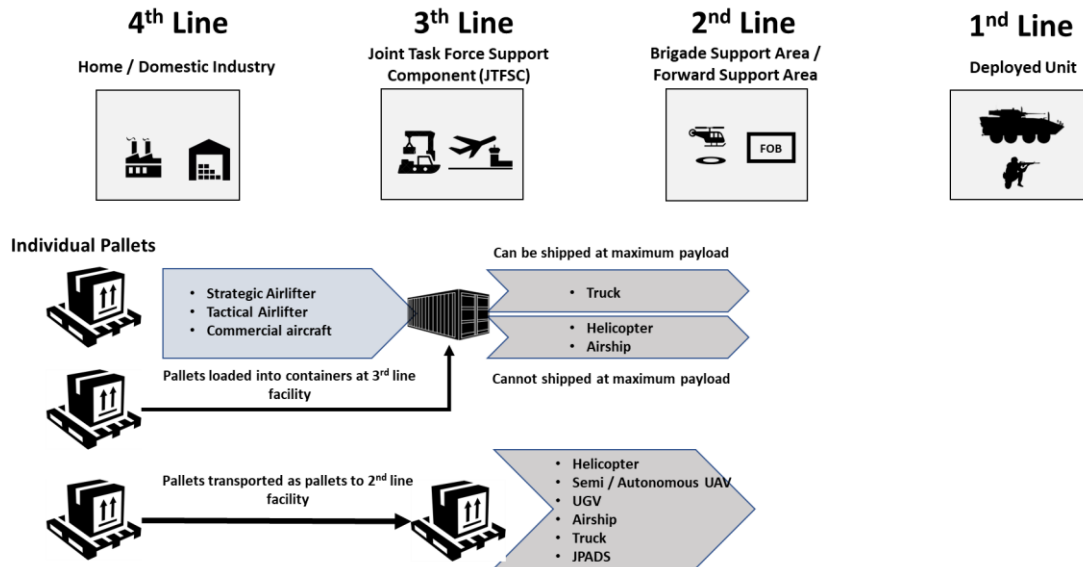 4th Line
Home / Domestic Industry
3th Line
Joint Task Force Support
Component (JTFSC)
2nd Line
Brigade Support Area /
Forward Support Area
FOB
1nd Line
Deployed Unit
Individual Pallets
• Strategic Airlifter
• Tactical Airlifter
• Commercial aircraft
Can be shipped at maximum payload
• Truck
• Helicopter
• Airship
Cannot shipped at maximum payload
Pallets loaded into containers at 3rd line
facility
Pallets transported as pallets to 2nd line
facility
• Helicopter
• Semi / Autonomous UAV
• UGV
• Airship
• Truck
• JPADS